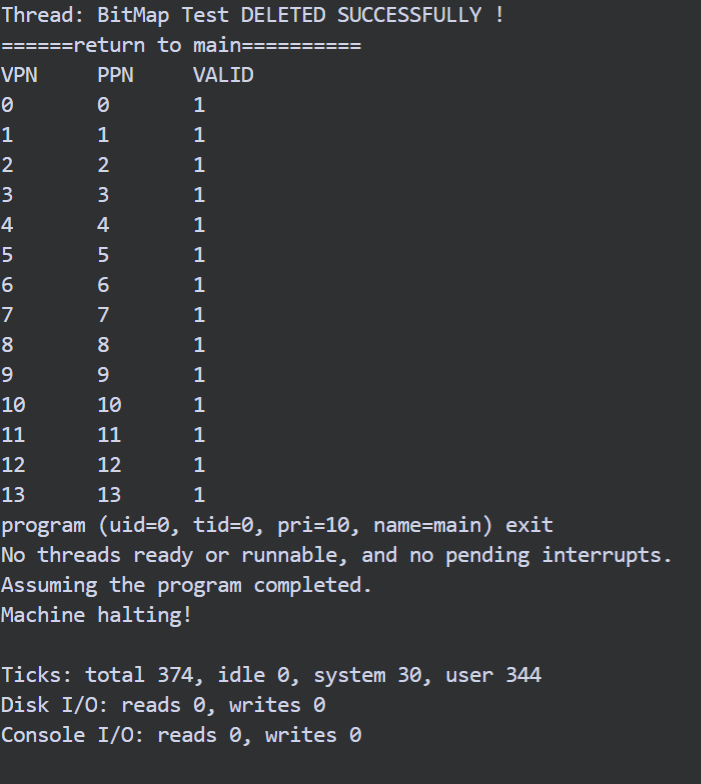 Thread: BitMap Test DELETED SUCCESSFULLY !
======return to main==========
VPN PPN VALID
0 0 1
1 1 1
2 2 1
3 3 1
4 4 1
5 5 1
6 6 1
7 7 1
8 8 1
9 9 1
10 10 1
11 11 1
12 12 1
13 13 1
program (uid=0, tid=0, pri=10, name=main) exit
No threads ready or runnable, and no pending interrupts.
Assuming the program completed.
Machine halting!
Ticks: total 374, idle 0, system 30, user 344
Disk I/O: reads 0, writes 0
Console I/O: reads 0, writes 0